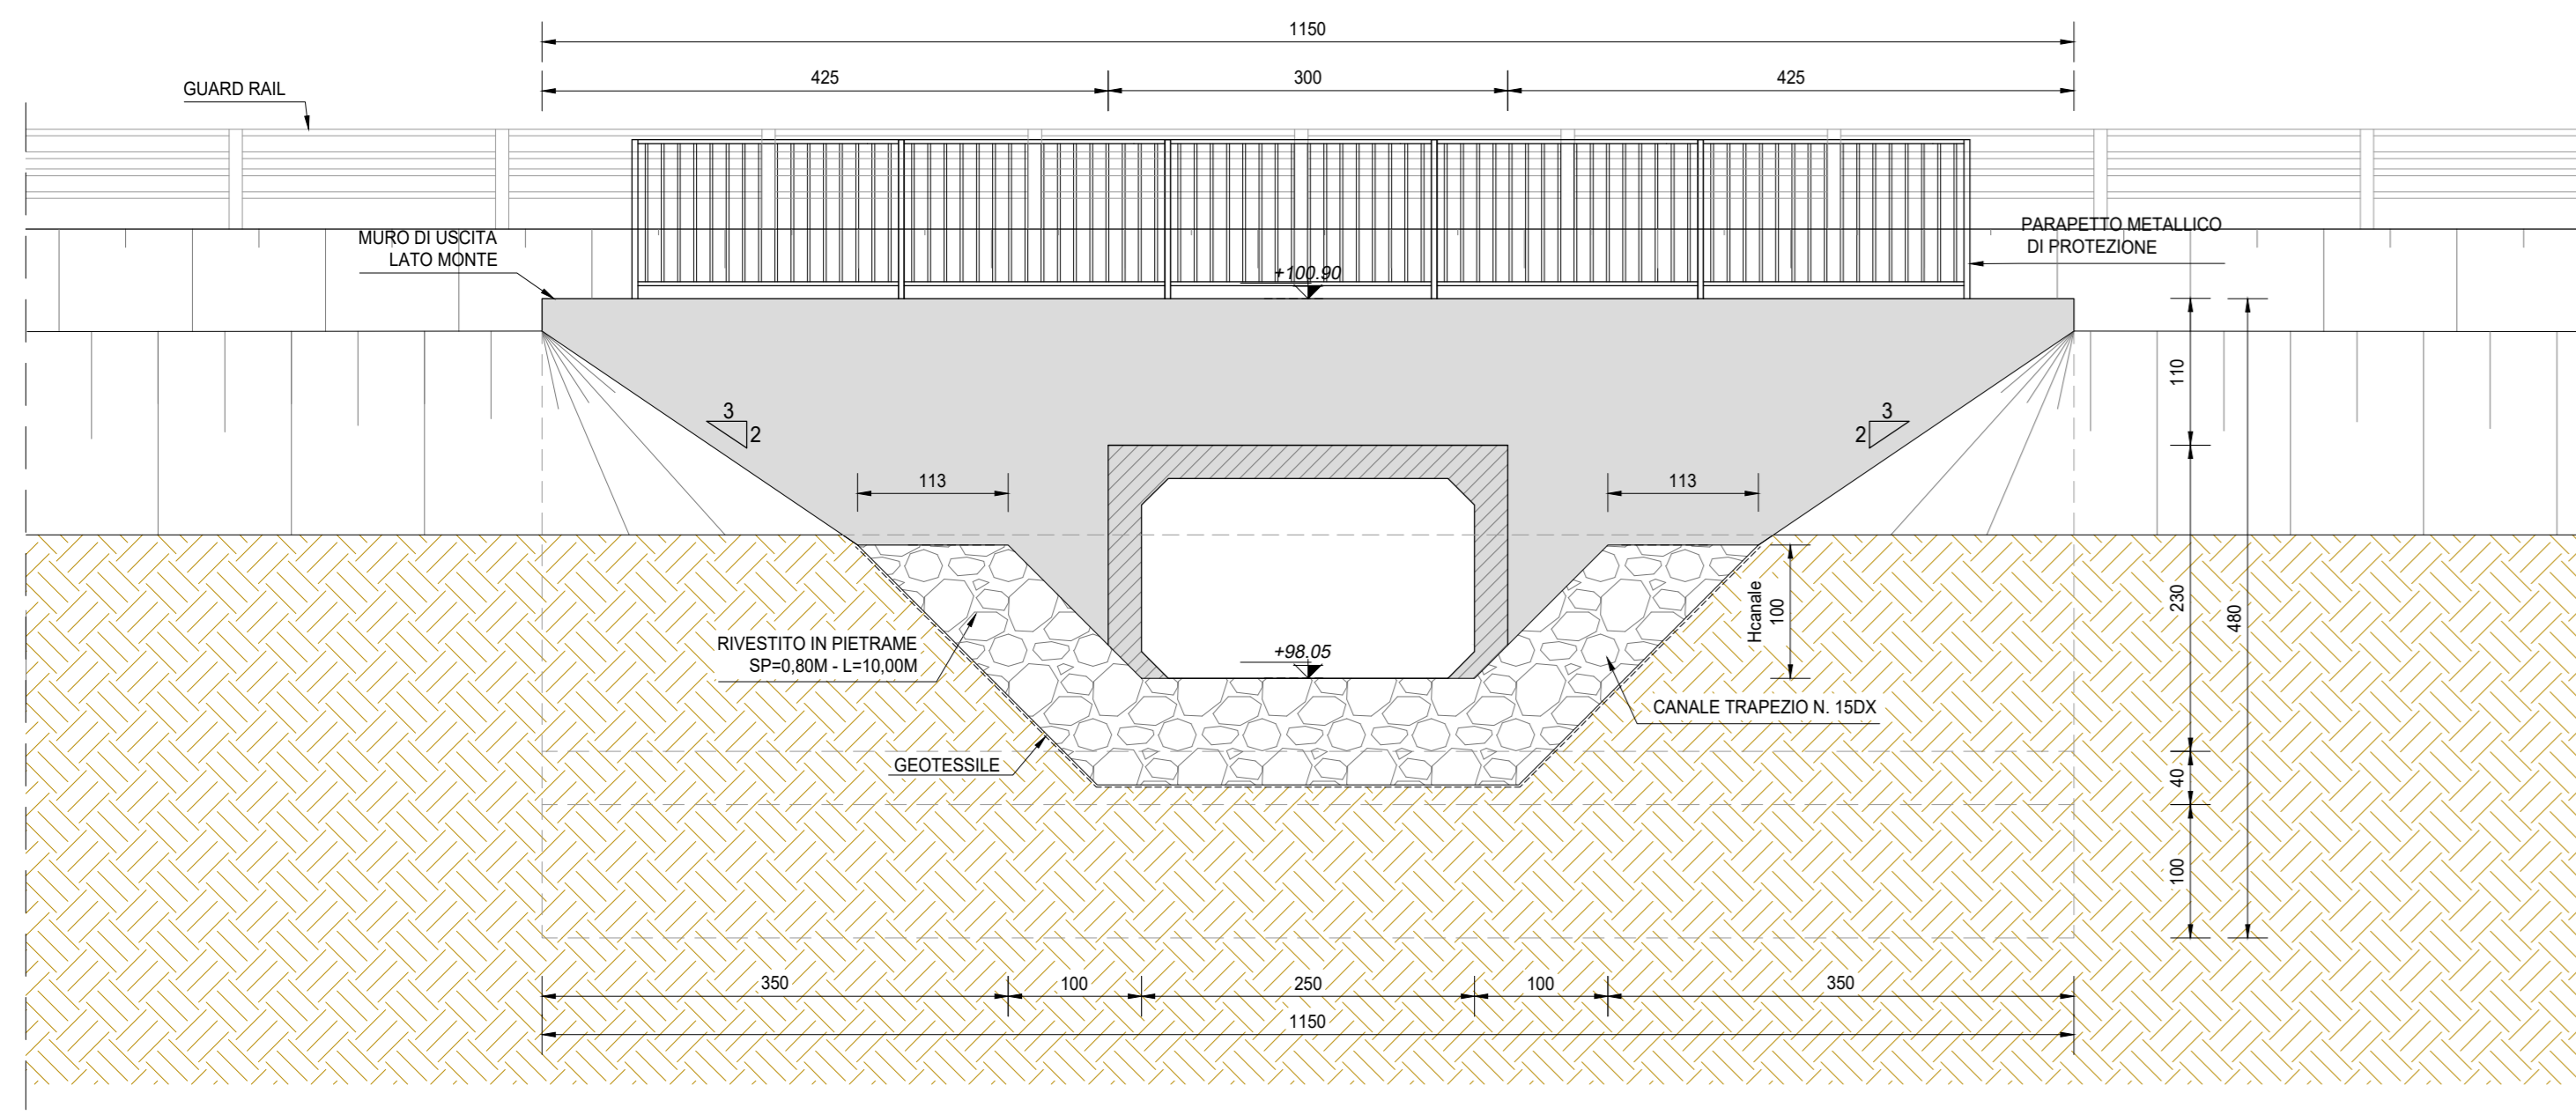 1150
425
300
425
GUARD RAIL
MURO DI USCITA
LATO MONTE
PARAPETTO METALLICO
DI PROTEZIONE
+100.90
3
2
3
2
110
113
113
Hcanale
100
230
480
RIVESTITO IN PIETRAME
SP=0,80M - L=10,00M
+98.05
CANALE TRAPEZIO N. 15DX
GEOTESSILE
40
100
350
100
250
100
350
1150